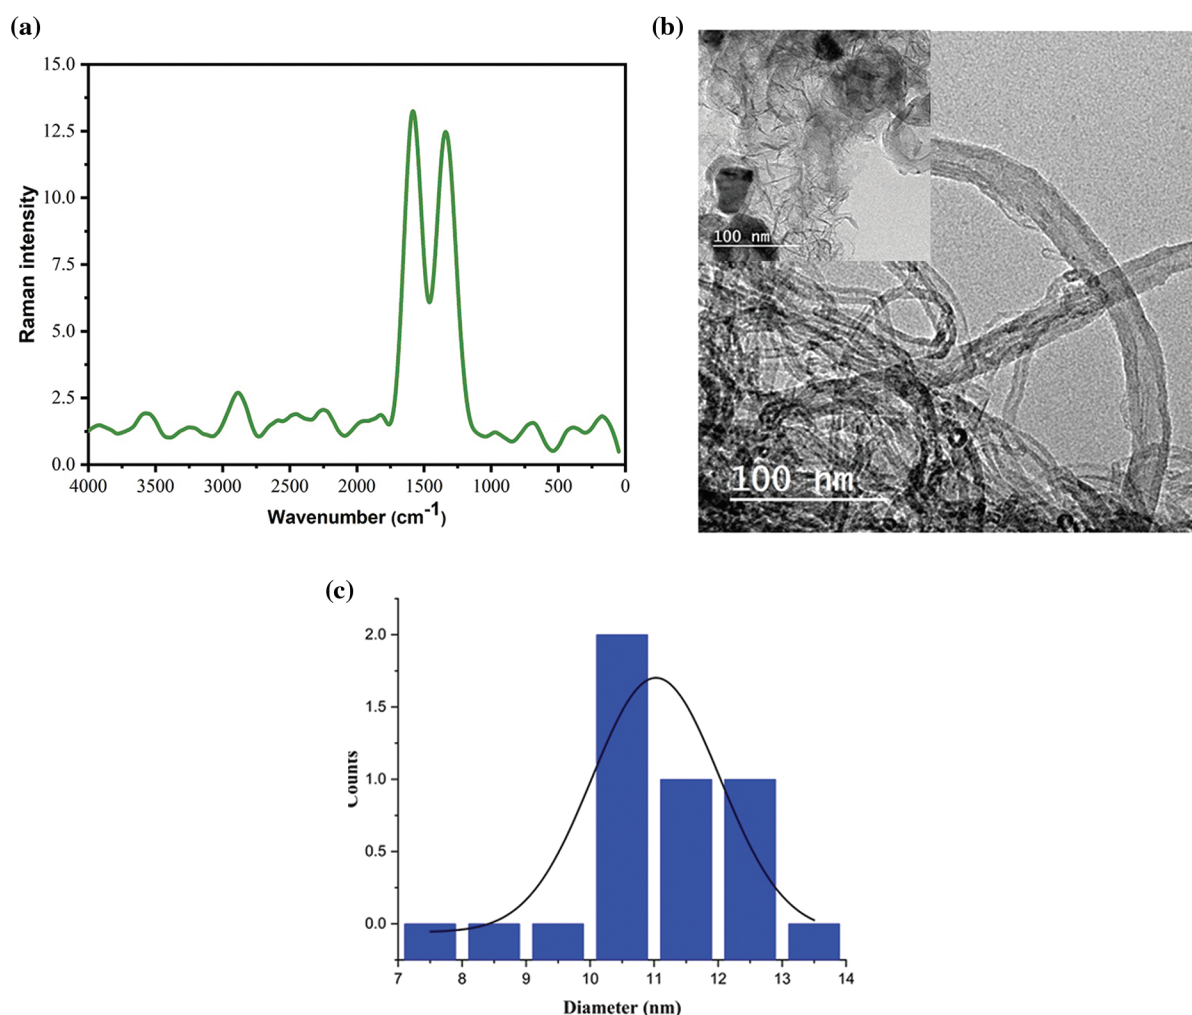 (a)
15.0
12.5
10.0
7.5
5.0
2.5
0.0
Raman intensity
4000 3500 3000 2500 2000 1500 1000 500 0
Wavenumber (cm-1)
(b)
100 nm
100 nm
(c)
2.0
1.5
1.0
0.5
0.0
Counts
7 8 9 10 11 12 13 14
Diameter (nm)